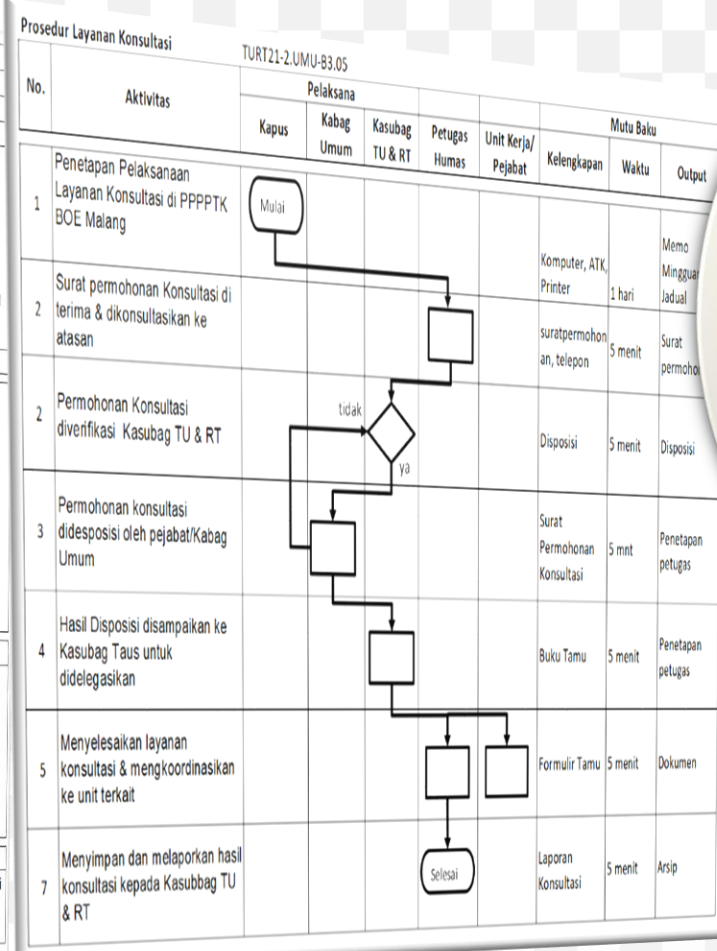 Prosedur Layanan Konsultasi
TURT21-2.UMU-B3.05
No.
Aktivitas
Pelaksana
Mutu Baku
Kapus
Kabag
Umum
Kasubag
TU & RT
Petugas
Humas
Unit Kerja/
Pejabat
Kelengkapan
Waktu
Output
1
Penetapan Pelaksanaan
Layanan Konsultasi di PPPPTK
BOE Malang
Mulai
Komputer, ATK,
Printer
1 hari
Memo
Jadual
2
Surat permohonan Konsultasi di
terima & dikonsultasikan ke
atasan
suratpermohon
an, telepon
5 menit
Surat
2
Permohonan Konsultasi
diverifikasi Kasubag TU & RT
tidak
ya
Disposisi
5 menit
Disposisi
3
Permohonan konsultasi
didesposisi oleh pejabat/Kabag
Umum
Surat
Permohonan
Konsultasi
5 mnt
Penetapan
petugas
4
Hasil Disposisi disampaikan ke
Kasubag Taus untuk
didelegasikan
Buku Tamu
5 menit
Penetapan
petugas
5
Menyelesaikan layanan
konsultasi & mengkoordinasikan
ke unit terkait
Formulir Tamu
5 menit
Dokumen
7
Menyimpan dan melaporkan hasil
konsultasi kepada Kasubbag TU
& RT
Selesai
Laporan
Konsultasi
5 menit
Arsip